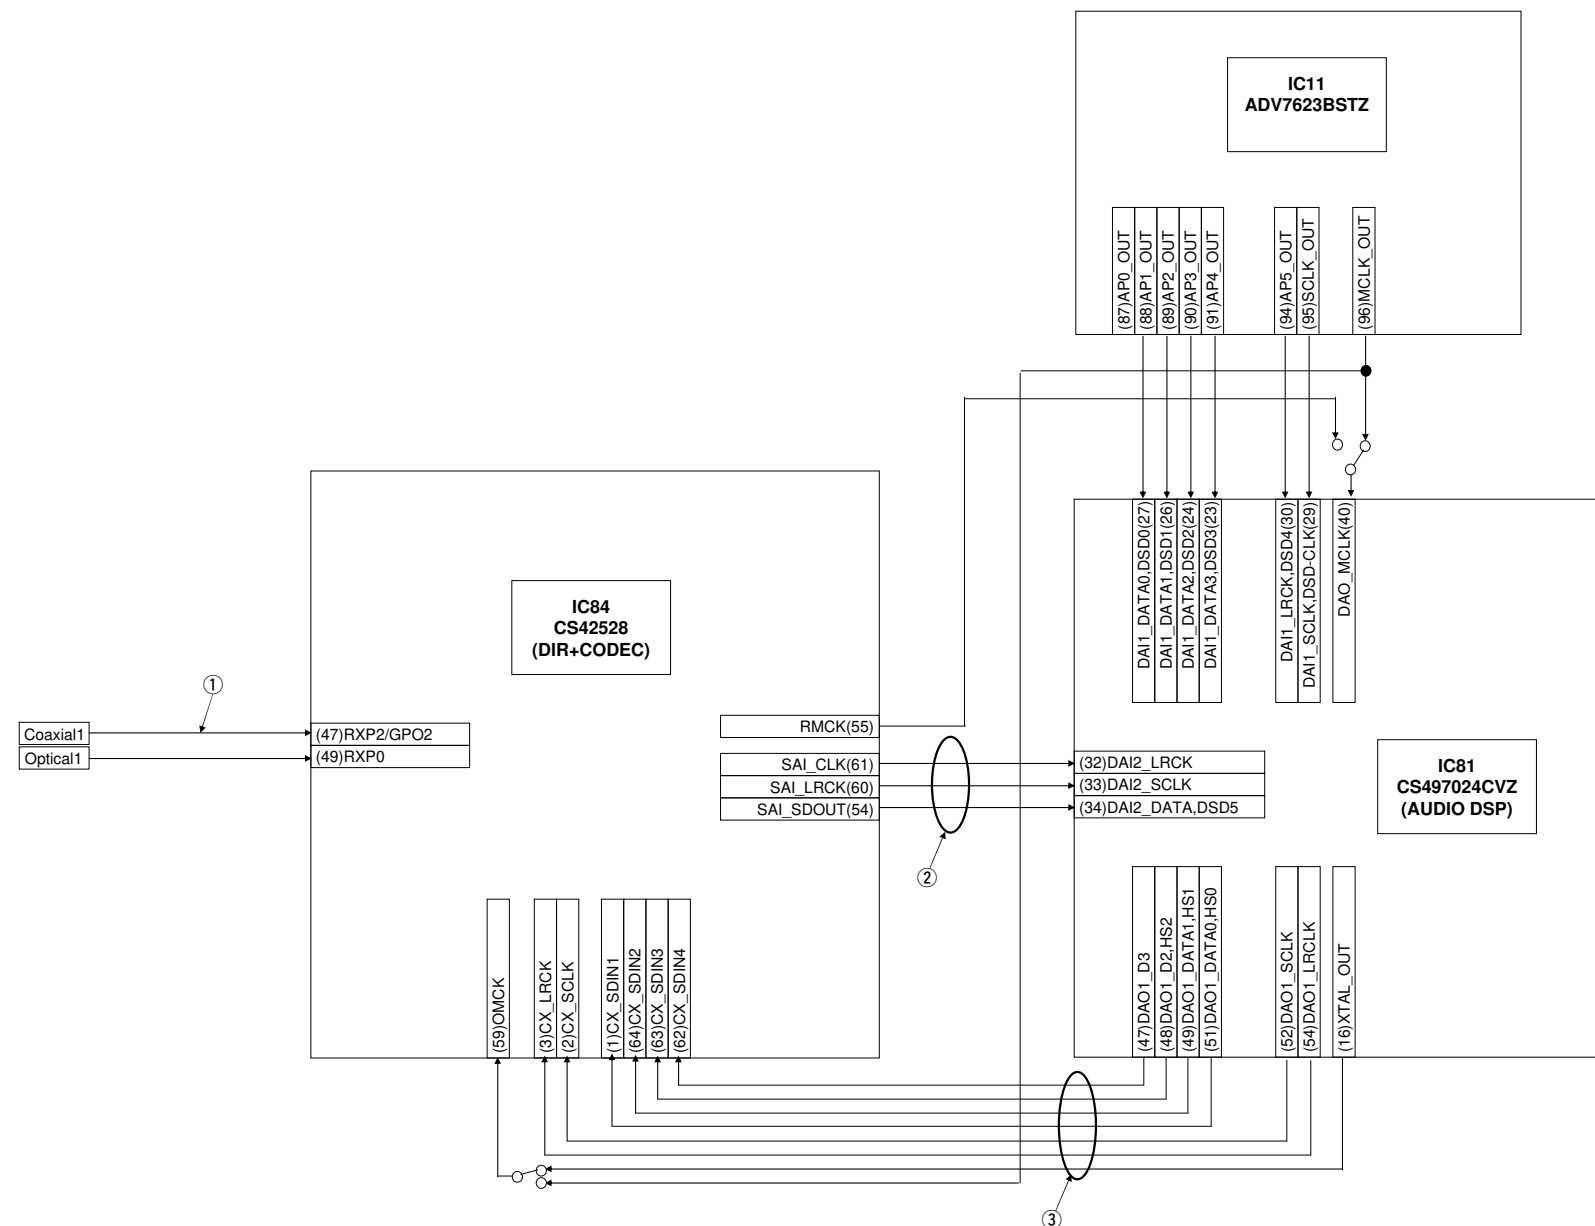 IC11
ADV7623BSTZ
(87)AP0_OUT
(88)AP1_OUT
(89)AP2_OUT
(90)AP3_OUT
(91)AP4_OUT
(94)AP5_OUT
(95)SCLK_OUT
(96)MCLK_OUT
IC84
CS42528
(DIR+CODEC)
DAI1_DATA0,DSD0(27)
DAI1_DATA1,DSD1(26)
DAI1_DATA2,DSD2(24)
DAI1_DATA3,DSD3(23)
DAI1_LRCK,DSD4(30)
DAI1_SCLK,DSD-CLK(29)
DAO_MCLK(40)
①
Coaxial1
Optical1
(47)RXP2/GPO2
(49)RXP0
RMCK(55)
SAI_CLK(61)
SAI_LRCK(60)
SAI_SDOUT(54)
(32)DAI2_LRCK
(33)DAI2_SCLK
(34)DAI2_DATA,DSD5
IC81
CS497024CVZ
(AUDIO DSP)
②
(59)OMCK
(3)CX_LRCK
(2)CX_SCLK
(1)CX_SDIN1
(64)CX_SDIN2
(63)CX_SDIN3
(62)CX_SDIN4
(47)DAO1_D3
(48)DAO1_D2,HS2
(49)DAO1_DATA1,HS1
(51)DAO1_DATA0,HS0
(52)DAO1_SCLK
(54)DAO1_LRCLK
(16)XTAL_OUT
③